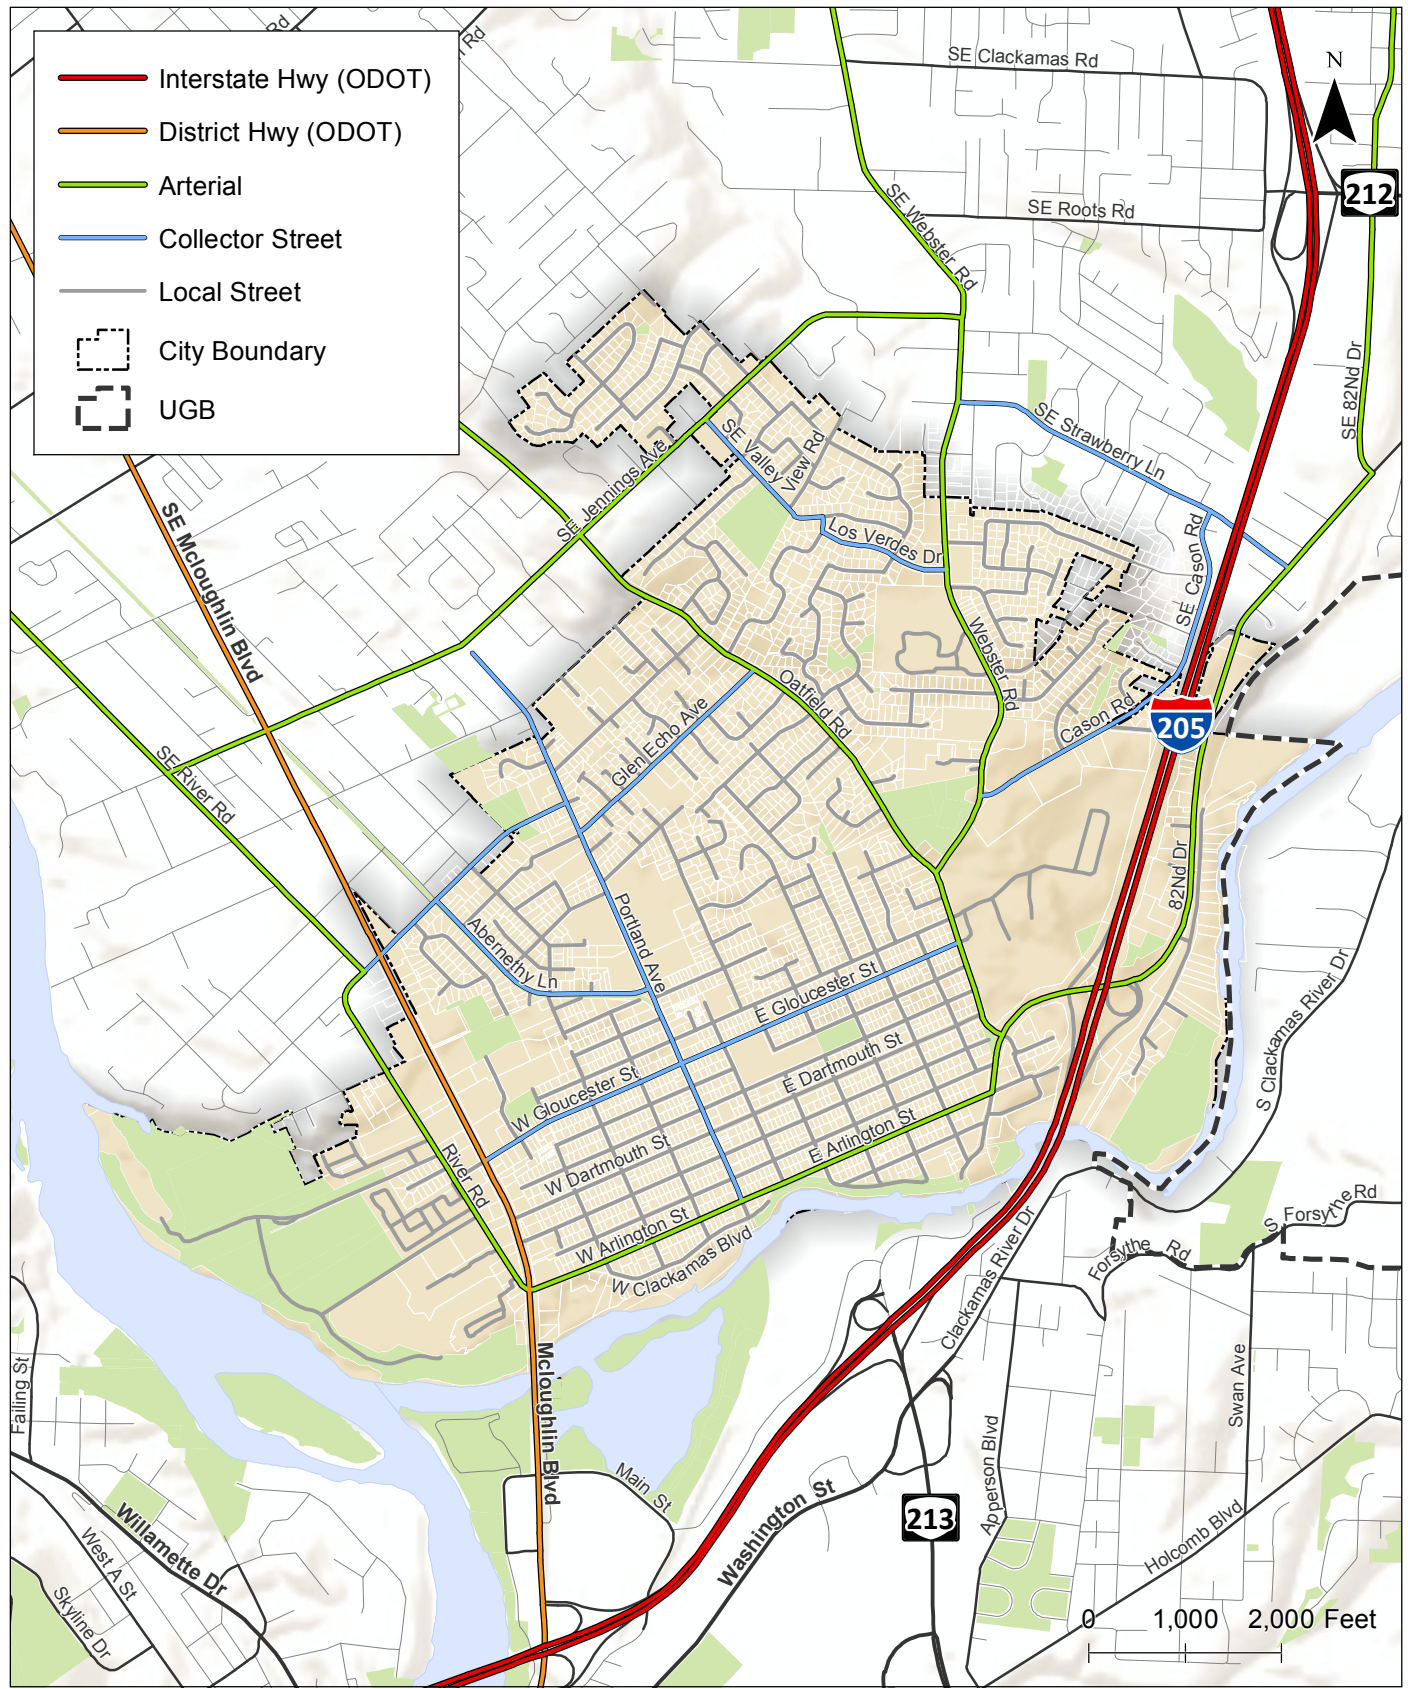 Rd
Rd
Interstate Hwy (ODOT)
District Hwy (ODOT)
Arterial
Collector Street
Local Street
City Boundary
UGB
SE Clackamas Rd
N
212
SE Webster Rd
SE Roots Rd
SE 82Nd Dr
SE Strawberry Ln
SE Valley
View Rd
SE Jennings Ave
SE Mcloughlin Blvd
Los Verdes Dr
SE Cason Rd
Webster Rd
Oatfield Rd
Glen Echo Ave
Cason Rd
205
SE River Rd
82Nd Dr
Portland Ave
Abernethy Ln
E Gloucester St
S Clackamas River Dr
E Dartmouth St
W Gloucester St
E Arlington St
W Dartmouth St
River Rd
W Arlington St
W Clackamas Blvd
Clackamas River Dr
Forsythe Rd
S Forsythe Rd
Failing St
Mcloughlin Blvd
Swan Ave
Main St
Washington St
213
Apperson Blvd
Holcomb Blvd
Willamette Dr
West A St
Skyline Dr
0 1,000 2,000 Feet